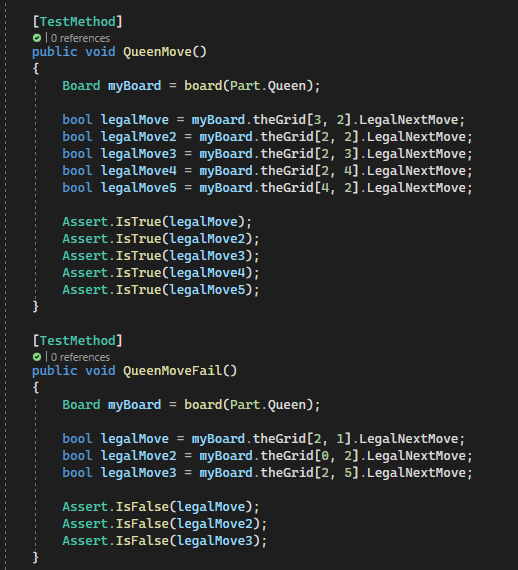 [TestMethod]
| 0 references
public void QueenMove()
{
Board myBoard = board(Part.Queen);
bool legalMove = myBoard.theGrid[3, 2].LegalNextMove;
bool legalMove2 = myBoard.theGrid[2, 2].LegalNextMove;
bool legalMove3 = myBoard.theGrid[2, 3].LegalNextMove;
bool legalMove4 = myBoard.theGrid[2, 4].LegalNextMove;
bool legalMove5 = myBoard.theGrid[4, 2].LegalNextMove;
Assert.IsTrue(legalMove);
Assert.IsTrue(legalMove2);
Assert.IsTrue(legalMove3);
Assert.IsTrue(legalMove4);
Assert.IsTrue(legalMove5);
}
[TestMethod]
| 0 references
public void QueenMoveFail()
{
Board myBoard = board(Part.Queen);
bool legalMove = myBoard.theGrid[2, 1].LegalNextMove;
bool legalMove2 = myBoard.theGrid[0, 2].LegalNextMove;
bool legalMove3 = myBoard.theGrid[2, 5].LegalNextMove;
Assert.IsFalse(legalMove);
Assert.IsFalse(legalMove2);
Assert.IsFalse(legalMove3);
}